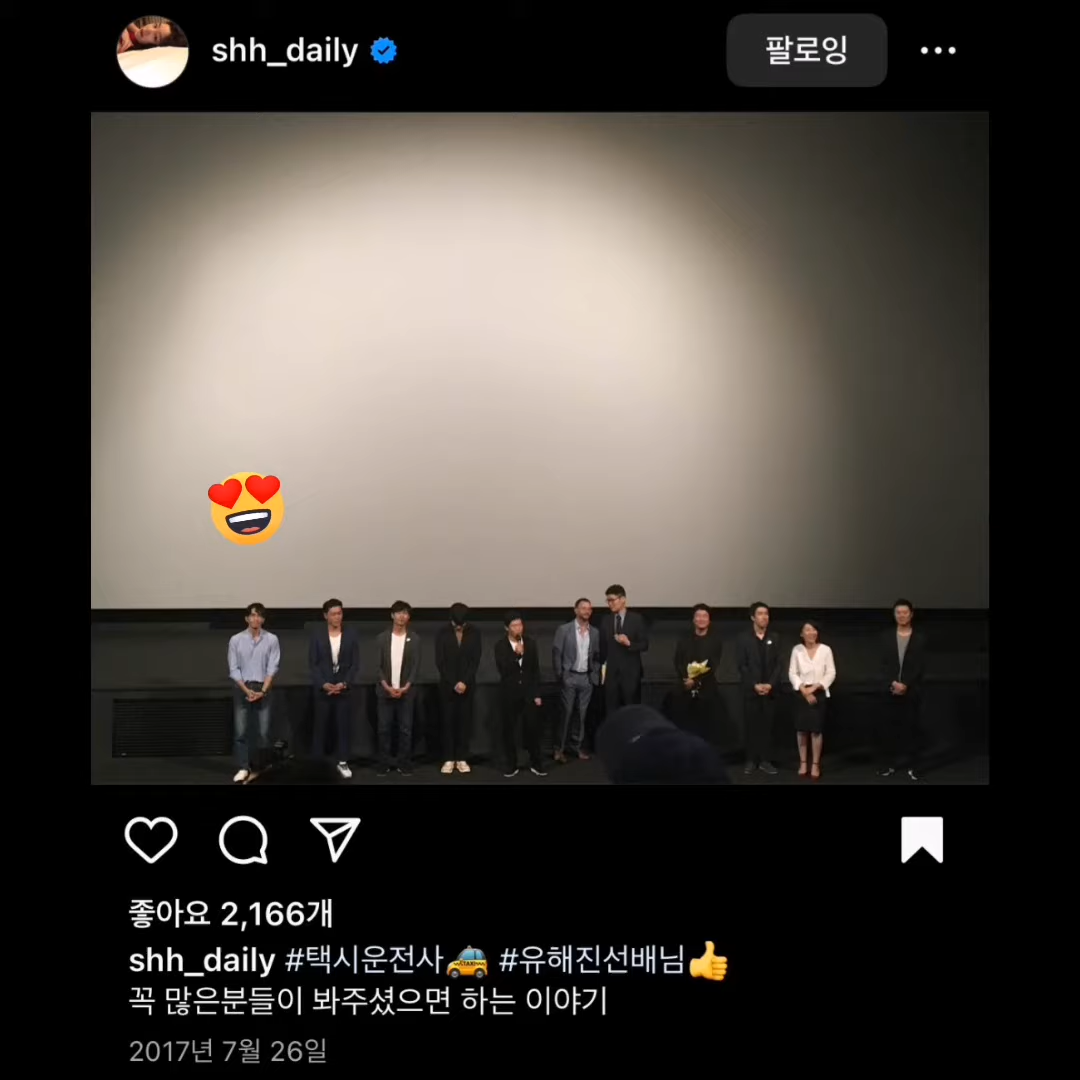 shh_daily
팔로잉
좋아요 2,166개
shh_daily #택시운전사🚕 #유해진선배님👍
꼭 많은분들이 봐주셨으면 하는 이야기
2017년 7월 26일